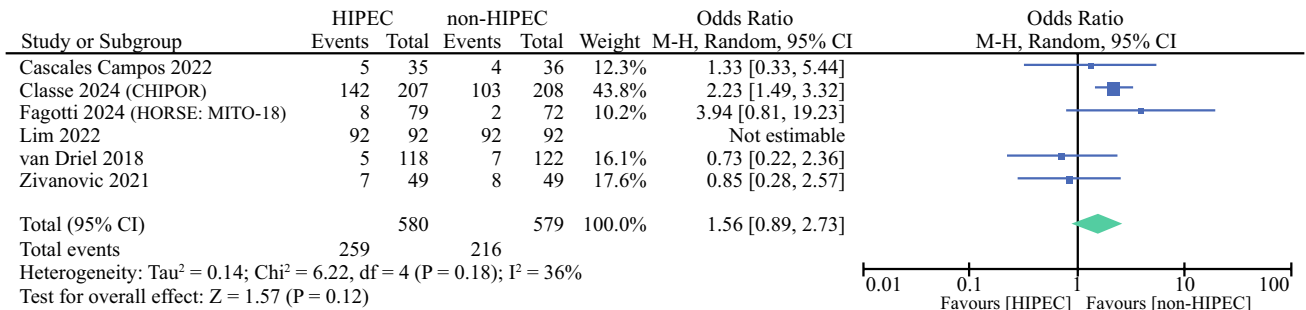 HIPEC non-HIPEC Odds Ratio Odds Ratio
Study or Subgroup Events Total Events Total Weight M-H, Random, 95% CI M-H, Random, 95% CI
Cascales Campos 2022 5 35 4 36 12.3% 1.33 [0.33, 5.44]
Classe 2024 (CHIPOR) 142 207 103 208 43.8% 2.23 [1.49, 3.32]
Fagotti 2024 (HORSE: MITO-18) 8 79 2 72 10.2% 3.94 [0.81, 19.23]
Lim 2022 92 92 92 92 Not estimable
van Driel 2018 5 118 7 122 16.1% 0.73 [0.22, 2.36]
Zivanovic 2021 7 49 8 49 17.6% 0.85 [0.28, 2.57]
Total (95% CI) 580 579 100.0% 1.56 [0.89, 2.73]
Total events 259 216
Heterogeneity: Tau² = 0.14; Chi² = 6.22, df = 4 (P = 0.18); I² = 36%
Test for overall effect: Z = 1.57 (P = 0.12)
0.01 0.1 1 10 100
Favours [HIPEC] Favours [non-HIPEC]